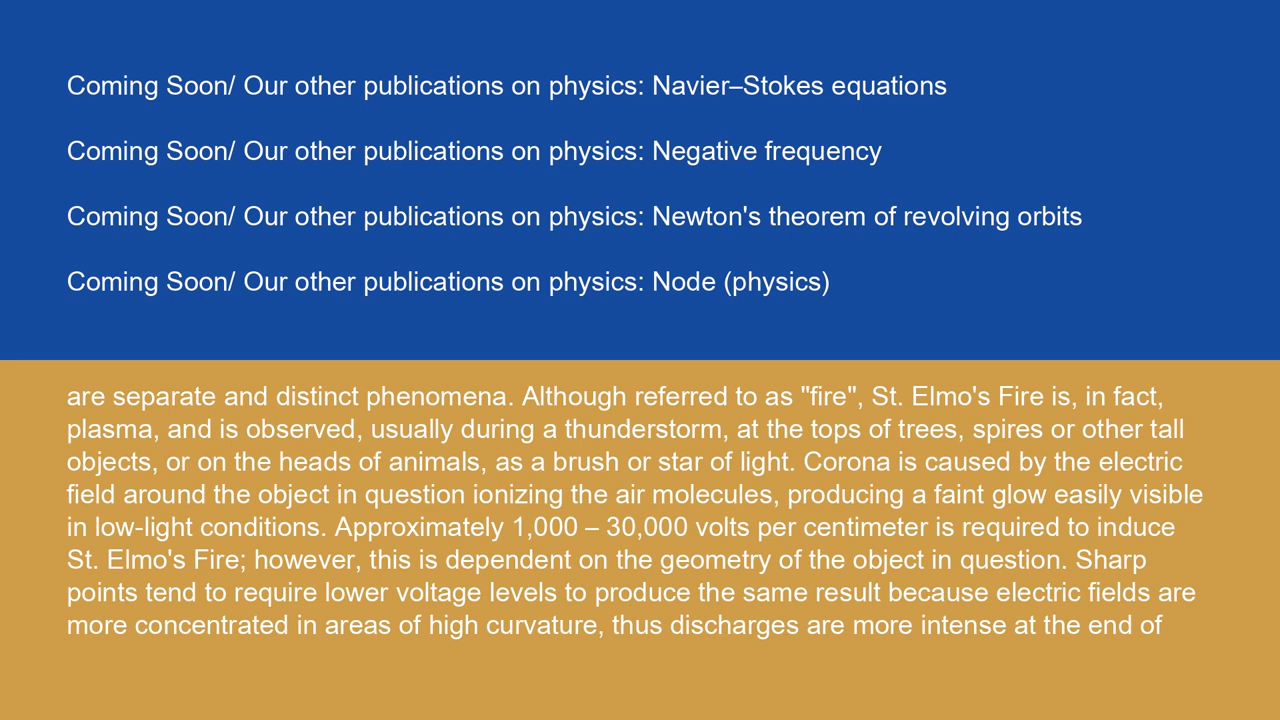 Coming Soon/ Our other publications on physics: Navier–Stokes equations
Coming Soon/ Our other publications on physics: Negative frequency
Coming Soon/ Our other publications on physics: Newton's theorem of revolving orbits
Coming Soon/ Our other publications on physics: Node (physics)
are separate and distinct phenomena. Although referred to as "fire", St. Elmo's Fire is, in fact,
plasma, and is observed, usually during a thunderstorm, at the tops of trees, spires or other tall
objects, or on the heads of animals, as a brush or star of light. Corona is caused by the electric
field around the object in question ionizing the air molecules, producing a faint glow easily visible
in low-light conditions. Approximately 1,000 – 30,000 volts per centimeter is required to induce
St. Elmo's Fire; however, this is dependent on the geometry of the object in question. Sharp
points tend to require lower voltage levels to produce the same result because electric fields are
more concentrated in areas of high curvature, thus discharges are more intense at the end of